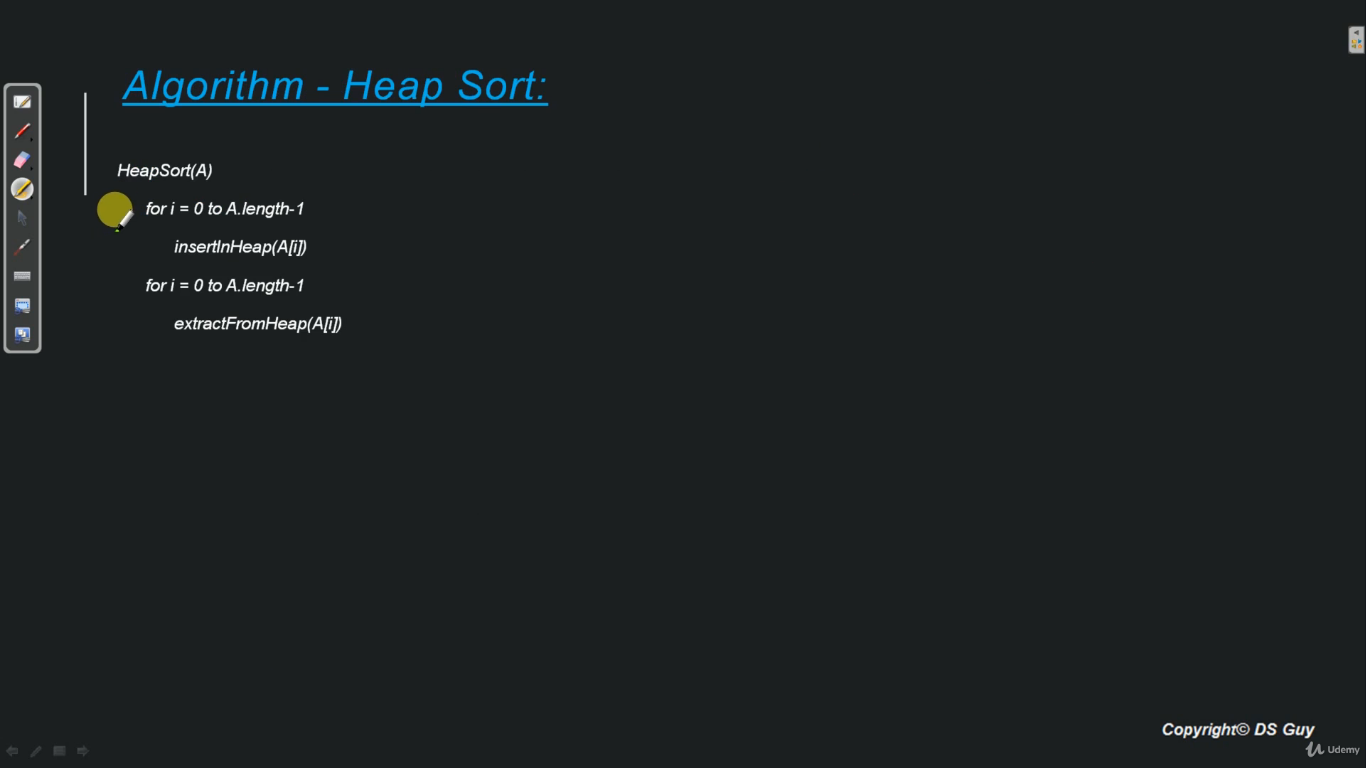 Algorithm - Heap Sort:
HeapSort(A)
for i = 0 to A.length-1
insertInHeap(A[i])
for i = 0 to A.length-1
extractFromHeap(A[i])
Copyright© DS Guy
Udemy